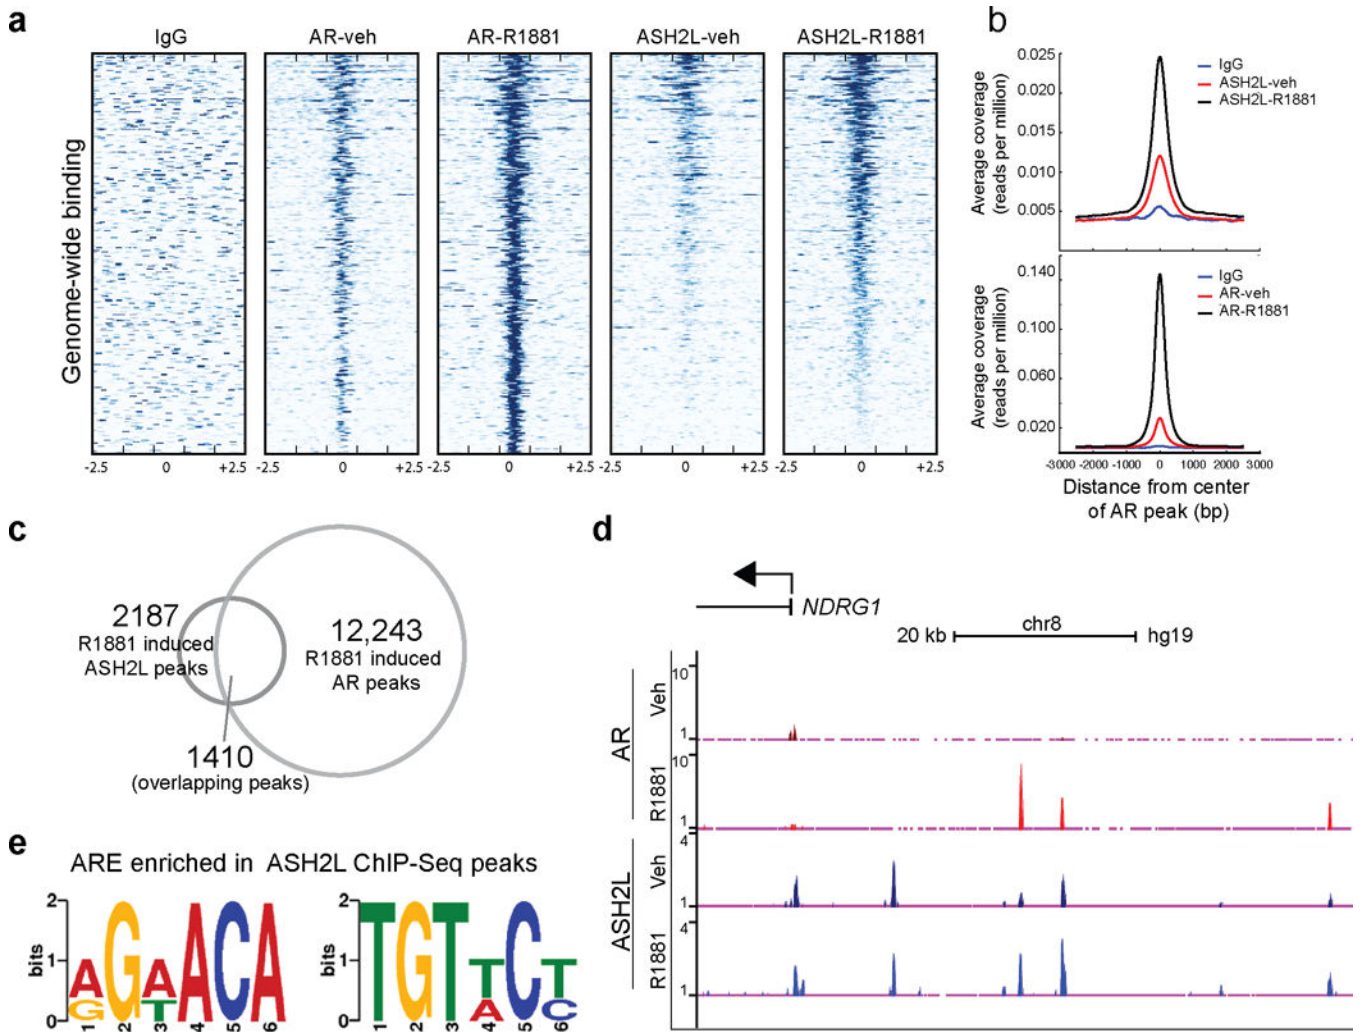 a
IgG
AR-veh
AR-R1881
ASH2L-veh
ASH2L-R1881
Genome-wide binding
-2.5 0 +2.5
-2.5 0 +2.5
-2.5 0 +2.5
-2.5 0 +2.5
-2.5 0 +2.5
b
Average coverage
(reads per million)
0.025
0.020
0.015
0.010
0.005
IgG
ASH2L-veh
ASH2L-R1881
Average coverage
(reads per million)
0.140
0.100
0.060
0.020
IgG
AR-veh
AR-R1881
-3000 -2000 -1000 0 1000 2000 3000
Distance from center
of AR peak (bp)
c
2187
R1881 induced
ASH2L peaks
12,243
R1881 induced
AR peaks
1410
(overlapping peaks)
d
NDRG1
20 kb
chr8
hg19
AR
Veh
10
1
R1881
10
1
ASH2L
Veh
4
1
R1881
4
1
e
ARE enriched in ASH2L ChIP-Seq peaks
bits
2
1
0
AGAACA
G T
1 2 3 4 5 6
bits
2
1
0
TGTTCT
A C
1 2 3 4 5 6